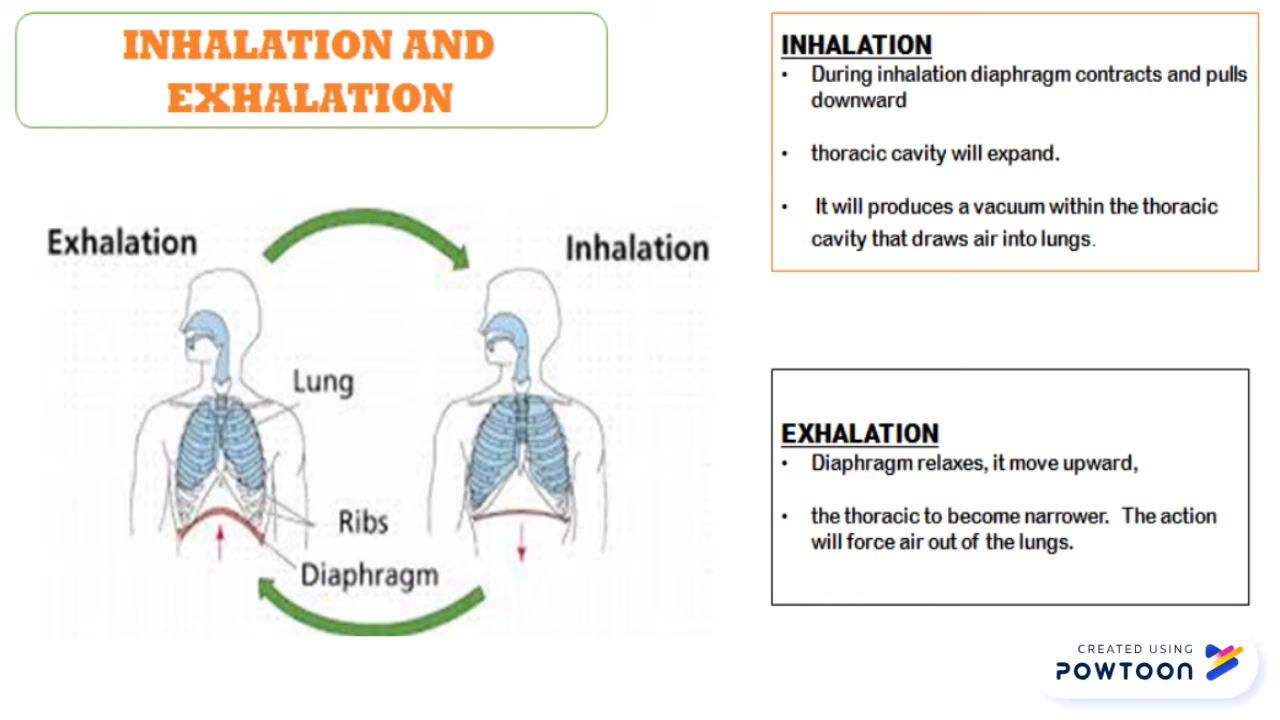 INHALATION AND
EXHALATION
INHALATION
• During inhalation diaphragm contracts and pulls
downward
• thoracic cavity will expand.
• It will produces a vacuum within the thoracic
cavity that draws air into lungs.
Exhalation
Inhalation
Lung
Ribs
Diaphragm
EXHALATION
• Diaphragm relaxes, it move upward,
• the thoracic to become narrower. The action
will force air out of the lungs.
CREATED USING
POWTOON